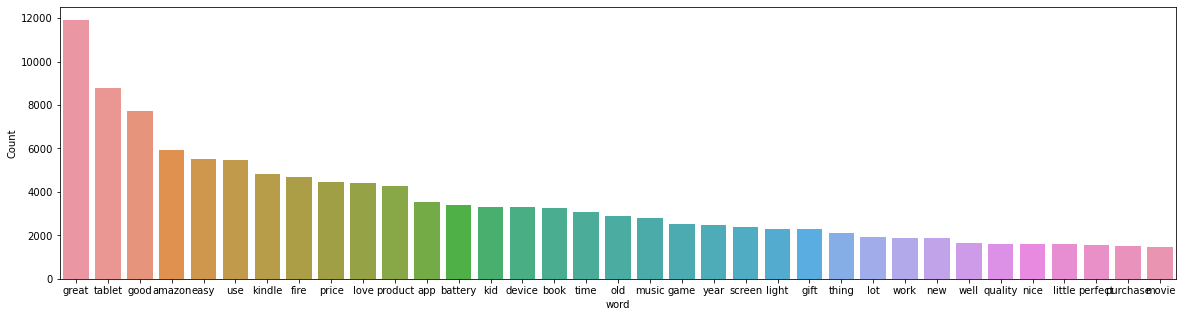 12000
10000
8000
6000
4000
2000
0
Count
great tablet good amazon easy use kindle fire price love product app battery kid device book time old music game year screen light gift thing lot work new well quality nice little perfect purchase movie
word